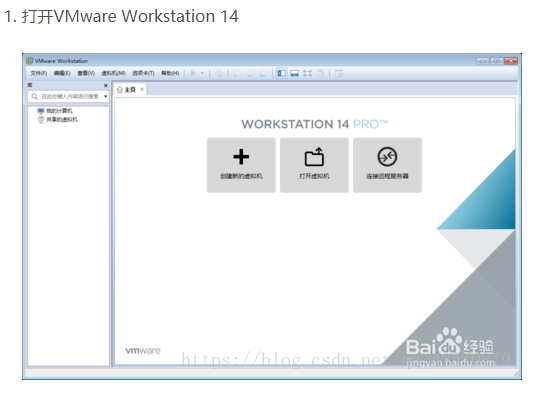 1. 打开VMware Workstation 14
VMware Workstation
文件(F) 编辑(E) 查看(V) 虚拟机(M) 选项卡(T) 帮助(H)
库
在此处键入内容进行搜索
我的计算机
共享的虚拟机
主页
WORKSTATION 14 PRO™
创建新的虚拟机
打开虚拟机
连接远程服务器
vmware
Baidu经验
jingyan.baidu.com
https://blog.csdn.net/